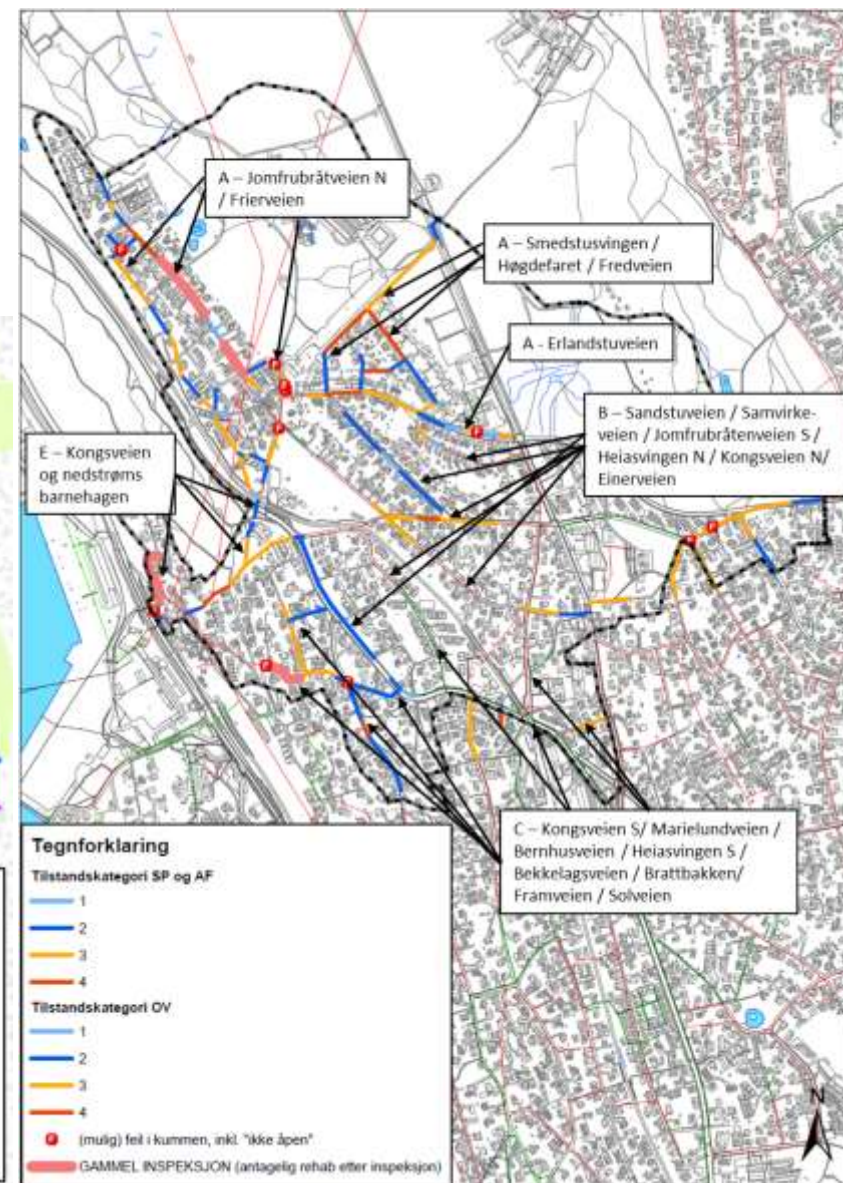 A – Jomfrubråtveien N
/ Frierveien
A – Smedstusvingen /
Høgdefaret / Fredveien
A - Erlandstuveien
B – Sandstuveien / Samvirke-
veien / Jomfrubråtenveien S /
Heiasvingen N / Kongsveien N/
Einerveien
E – Kongsveien
og nedstrøms
barnehagen
C – Kongsveien S/ Marielundveien /
Bernhusveien / Heiasvingen S /
Bekkelagsveien / Brattbakken/
Framveien / Solveien
Tegnforklaring
Tilstandskategori SP og AF
1
2
3
4
Tilstandskategori OV
1
2
3
4
(mulig) feil i kummen, inkl. "ikke åpen"
GAMMEL INSPEKSJON (antagelig rehab etter inspeksjon)
N